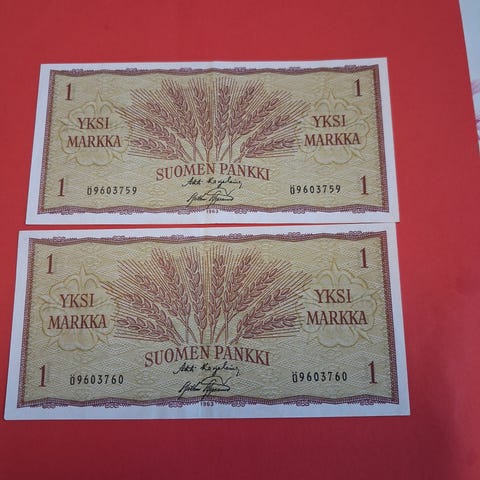 1 1
YKSI YKSI
MARKKA MARKKA
SUOMEN PANKKI
1 Ü9603759 Ü9603759 1
1963
1 1
YKSI YKSI
MARKKA MARKKA
SUOMEN PANKKI
1 Ü9603760 Ü9603760 1
1963